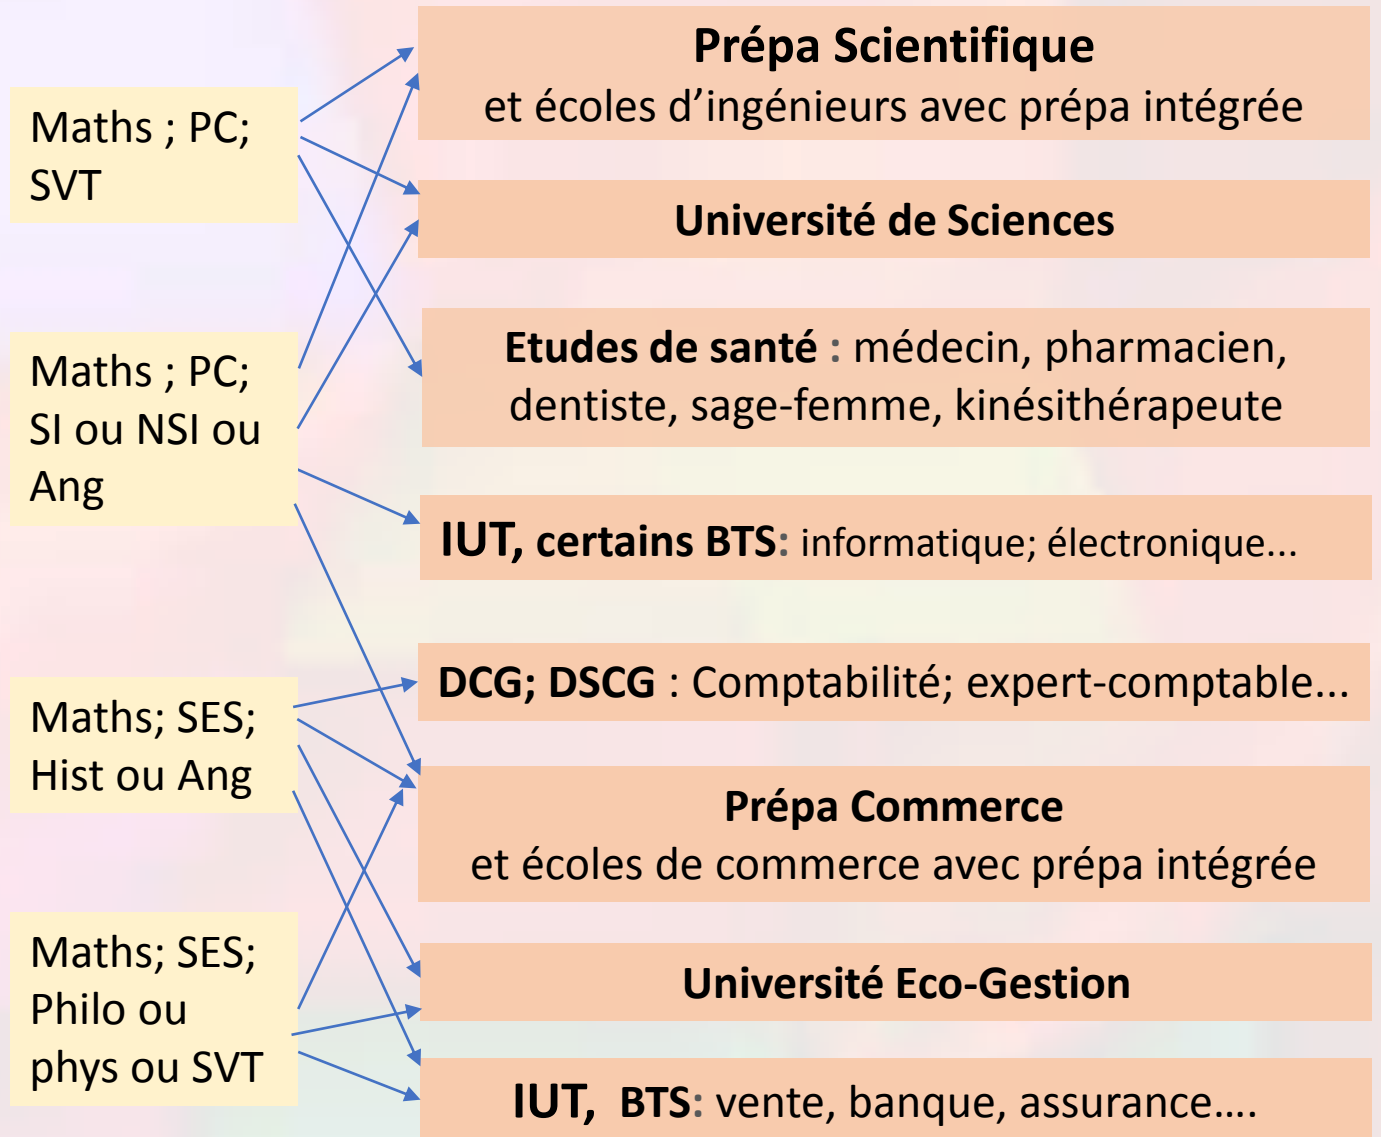 Prépa Scientifique
et écoles d’ingénieurs avec prépa intégrée
Maths ; PC;
SVT
Université de Sciences
Etudes de santé : médecin, pharmacien,
dentiste, sage-femme, kinésithérapeute
Maths ; PC;
SI ou NSI ou
Ang
IUT, certains BTS: informatique; électronique...
DCG; DSCG : Comptabilité; expert-comptable...
Maths; SES;
Hist ou Ang
Prépa Commerce
et écoles de commerce avec prépa intégrée
Maths; SES;
Philo ou
phys ou SVT
Université Eco-Gestion
IUT, BTS: vente, banque, assurance....